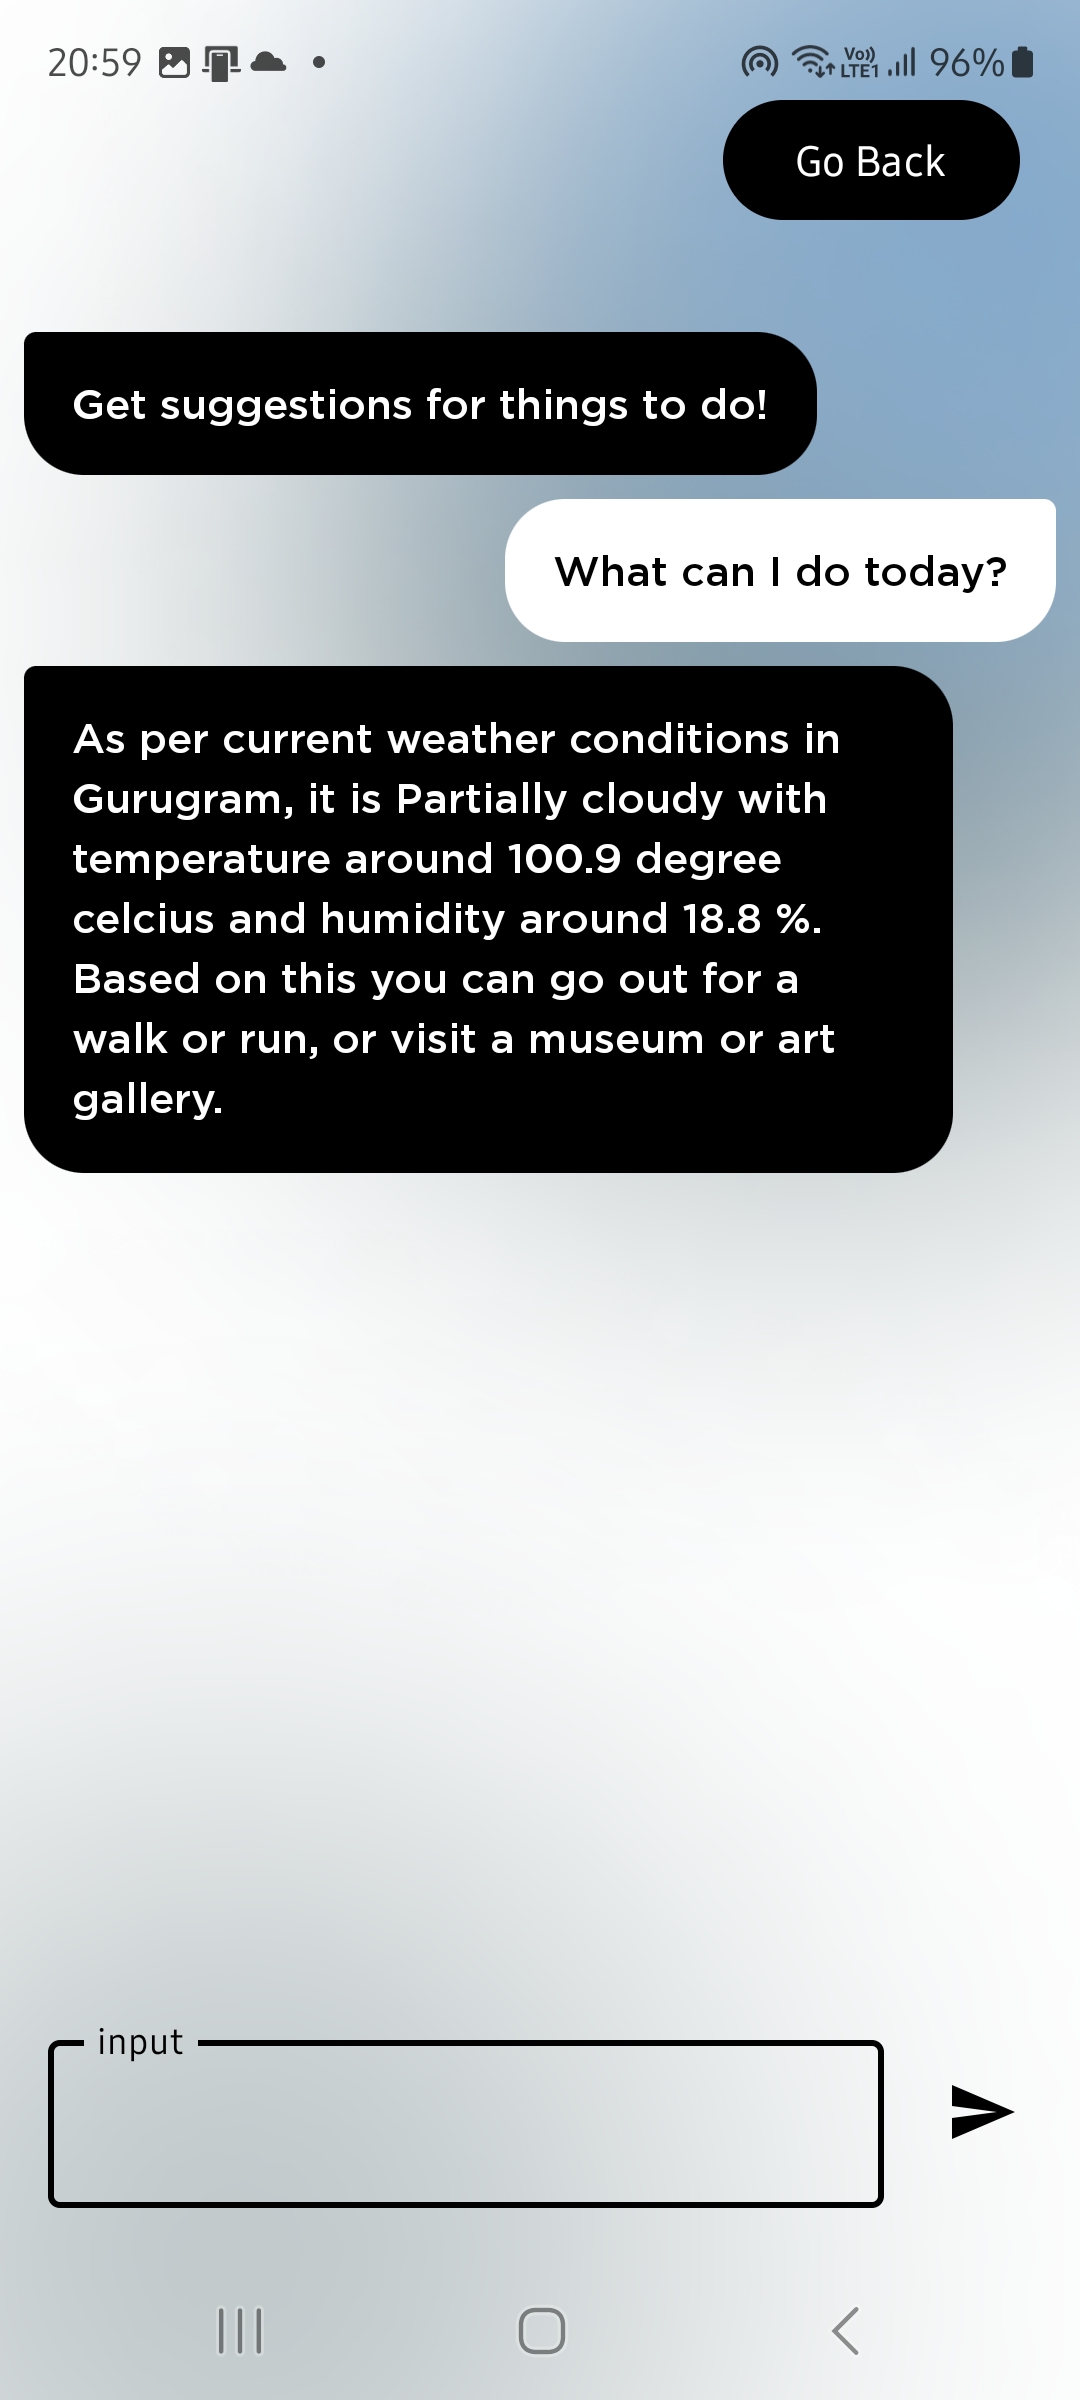 20:59 Vo)) LTE1 96%
Go Back
Get suggestions for things to do!
What can I do today?
As per current weather conditions in
Gurugram, it is Partially cloudy with
temperature around 100.9 degree
celcius and humidity around 18.8 %.
Based on this you can go out for a
walk or run, or visit a museum or art
gallery.
input